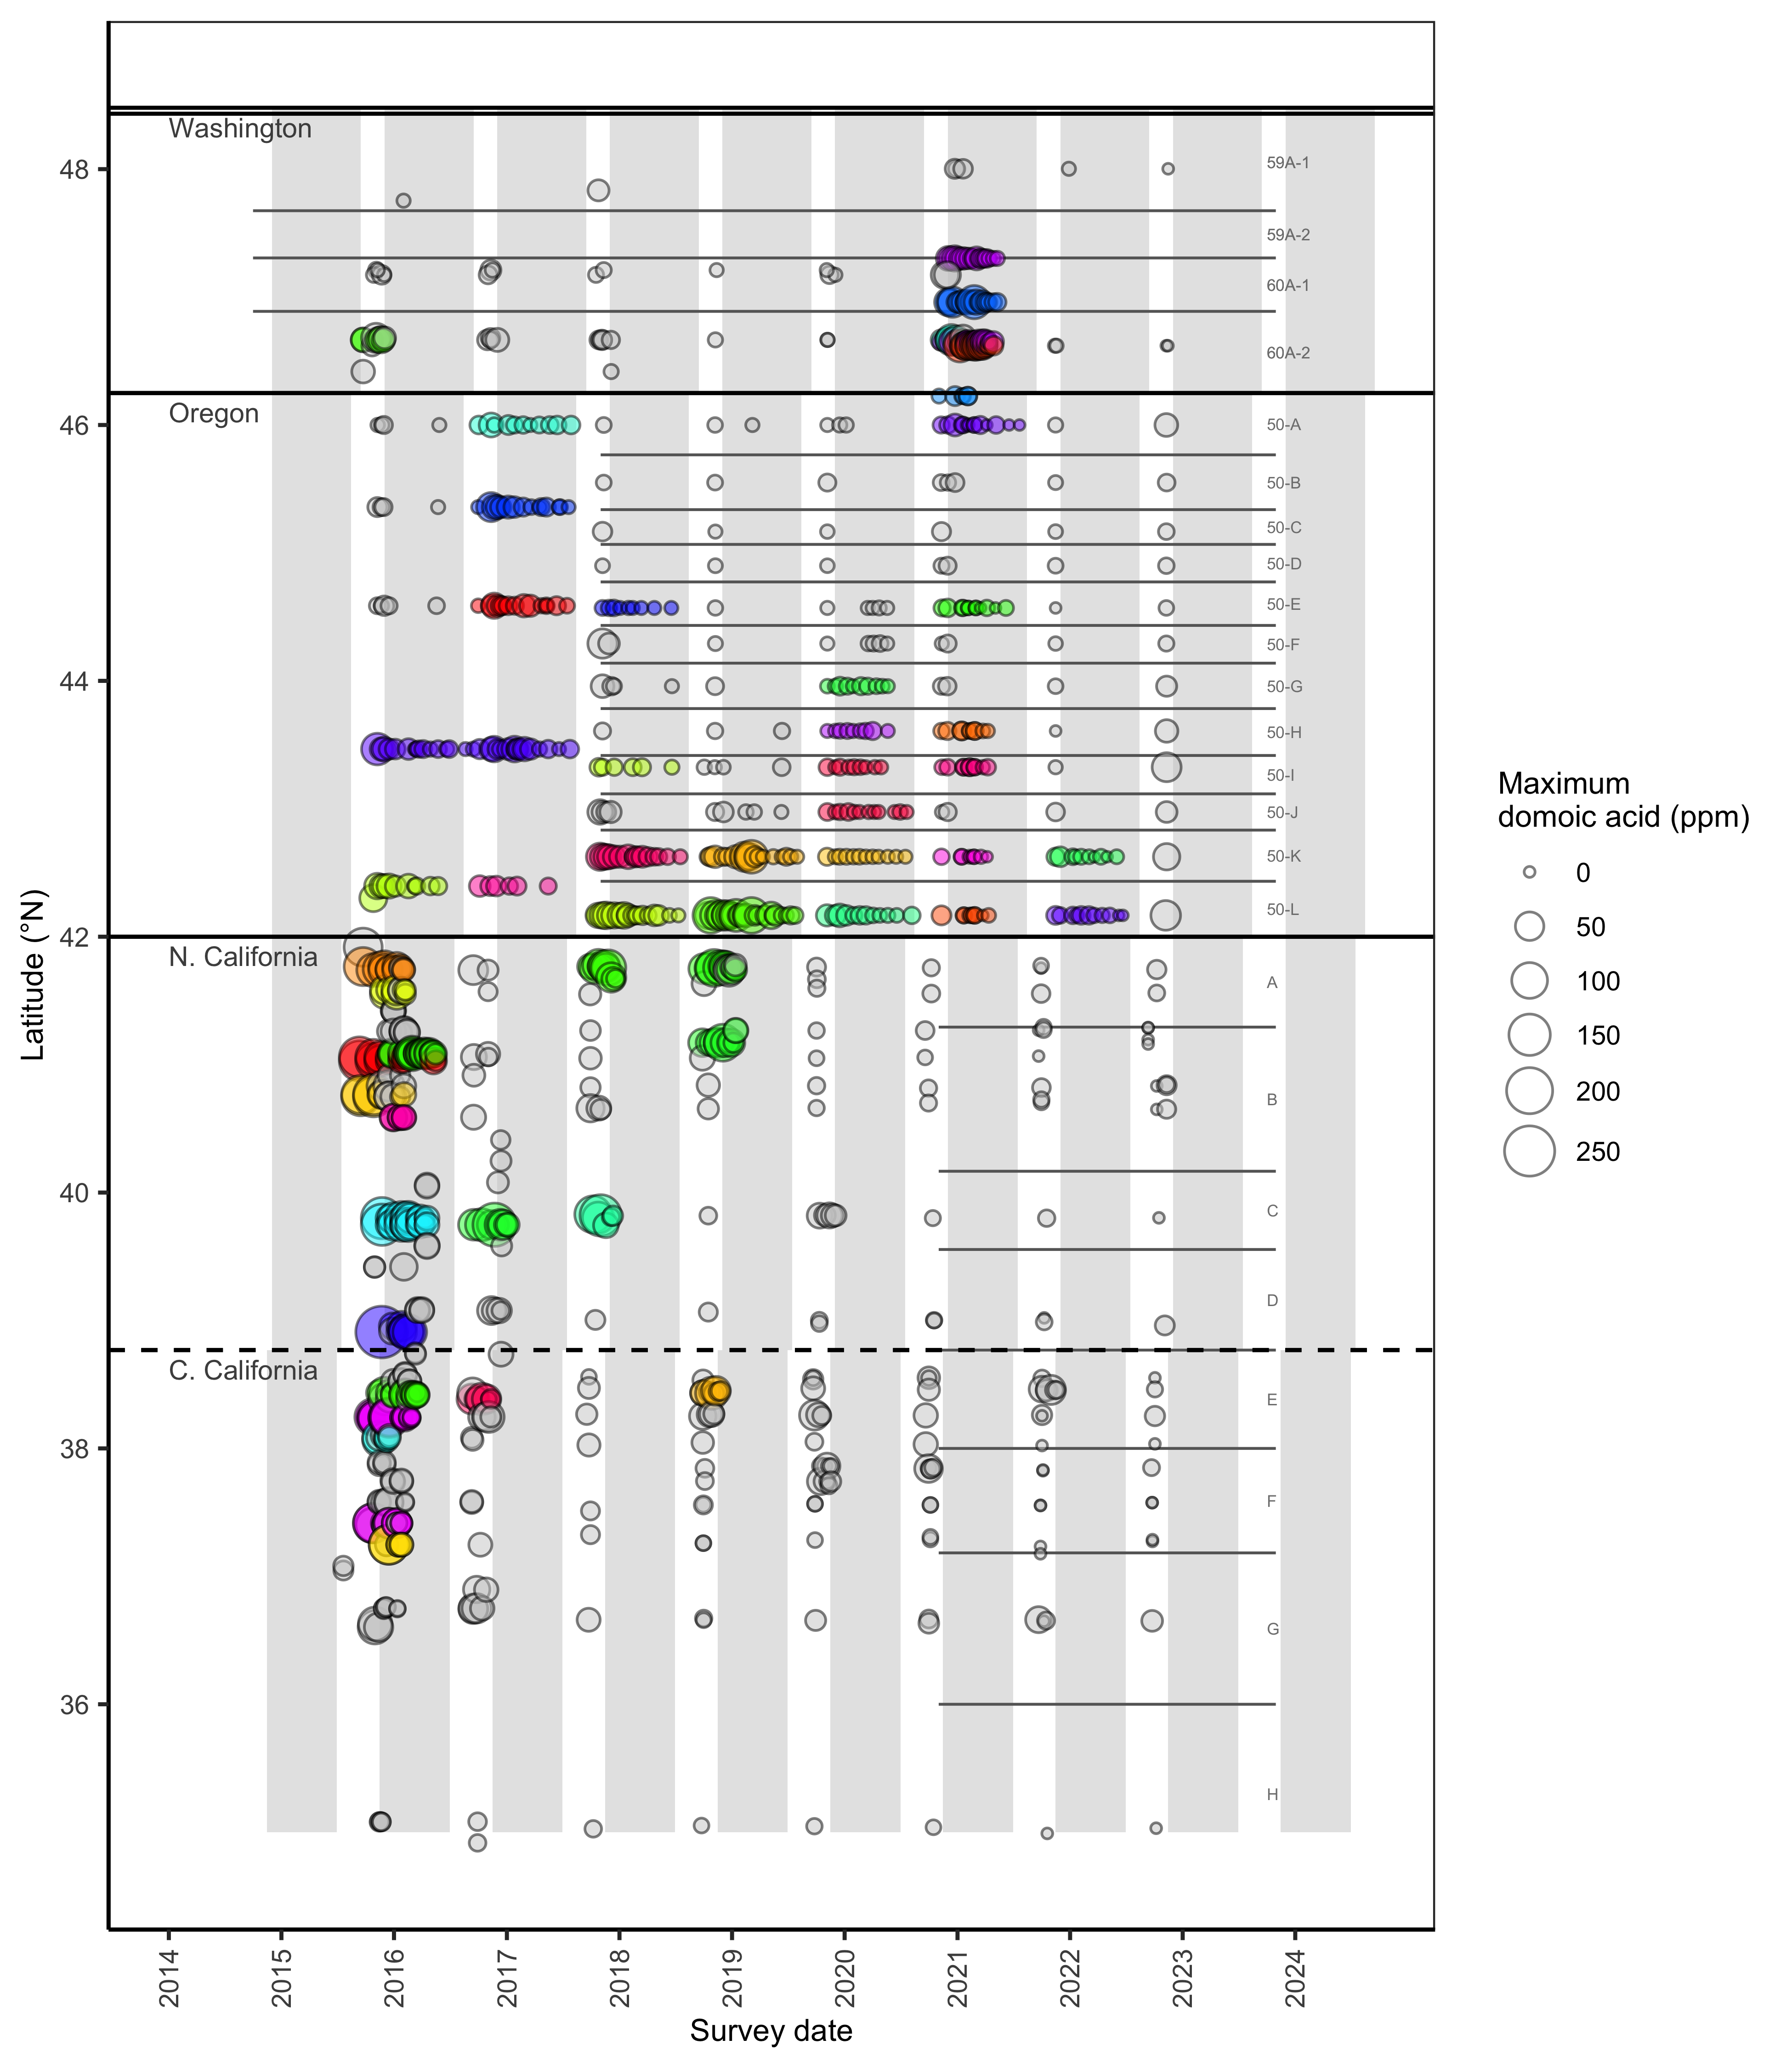 Washington
59A-1
48
59A-2
60A-1
60A-2
Oregon
46
50-A
50-B
50-C
50-D
50-E
50-F
44
50-G
50-H
50-I
50-J
50-K
50-L
42
N. California
A
B
40
C
D
C. California
E
38
F
G
36
H
Latitude (°N)
2014
2015
2016
2017
2018
2019
2020
2021
2022
2023
2024
Survey date
Maximum
domoic acid (ppm)
0
50
100
150
200
250